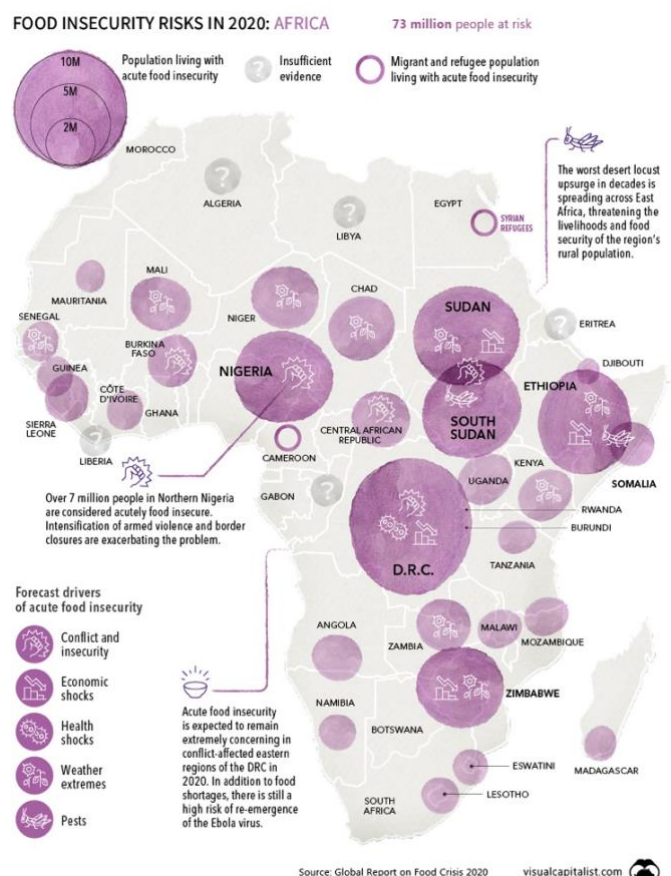 FOOD INSECURITY RISKS IN 2020: AFRICA
73 million people at risk
10M
5M
2M
Population living with
acute food insecurity
?
Insufficient
evidence
Migrant and refugee population
living with acute food insecurity
The worst desert locust
upsurge in decades is
spreading across East
Africa, threatening the
livelihoods and food
security of the region's
rural population.
MOROCCO
?
ALGERIA
?
LIBYA
EGYPT
SYRIAN
REFUGEES
MAURITANIA
MALI
NIGER
CHAD
SUDAN
?
ERITREA
SENEGAL
GUINEA
BURKINA
FASO
NIGERIA
DJIBOUTI
ETHIOPIA
CÔTE
D'IVOIRE
GHANA
SIERRA
LEONE
?
LIBERIA
CENTRAL AFRICAN
REPUBLIC
SOUTH
SUDAN
SOMALIA
CAMEROON
?
GABON
UGANDA
KENYA
RWANDA
BURUNDI
D.R.C.
TANZANIA
Over 7 million people in Northern Nigeria
are considered acutely food insecure.
Intensification of armed violence and border
closures are exacerbating the problem.
Forecast drivers
of acute food insecurity
Conflict and
insecurity
Economic
shocks
Health
shocks
Weather
extremes
Pests
Acute food insecurity
is expected to remain
extremely concerning in
conflict-affected eastern
regions of the DRC in
2020. In addition to food
shortages, there is still a
high risk of re-emergence
of the Ebola virus.
ANGOLA
ZAMBIA
MALAWI
MOZAMBIQUE
ZIMBABWE
NAMIBIA
BOTSWANA
MADAGASCAR
ESWATINI
LESOTHO
SOUTH
AFRICA
Source: Global Report on Food Crisis 2020
visualcapitalist.com